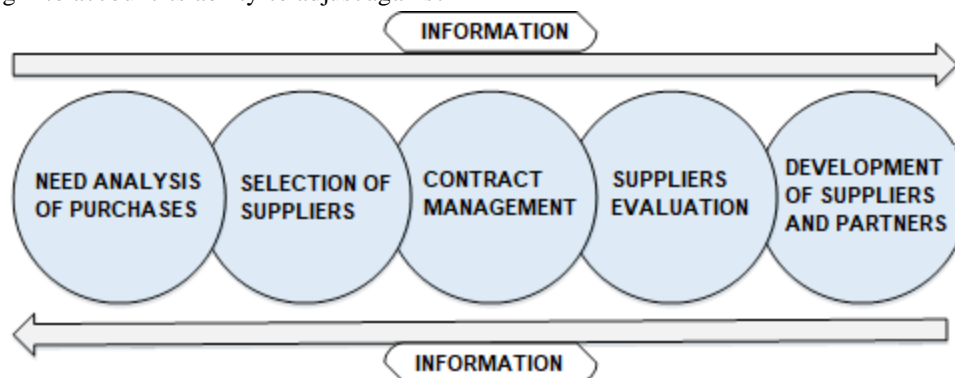 INFORMATION
NEED ANALYSIS
OF PURCHASES
SELECTION OF
SUPPLIERS
CONTRACT
MANAGEMENT
SUPPLIERS
EVALUATION
DEVELOPMENT
OF SUPPLIERS
AND PARTNERS
INFORMATION